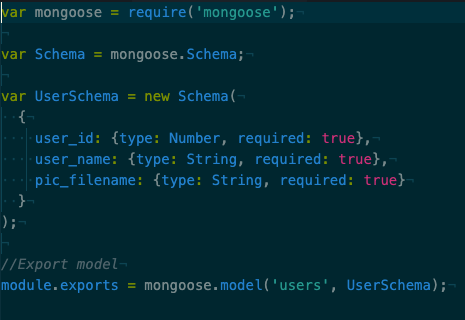 var mongoose = require('mongoose');

var Schema = mongoose.Schema;

var UserSchema = new Schema(
  {
    user_id: {type: Number, required: true},
    user_name: {type: String, required: true},
    pic_filename: {type: String, required: true}
  }
);

//Export model
module.exports = mongoose.model('users', UserSchema);